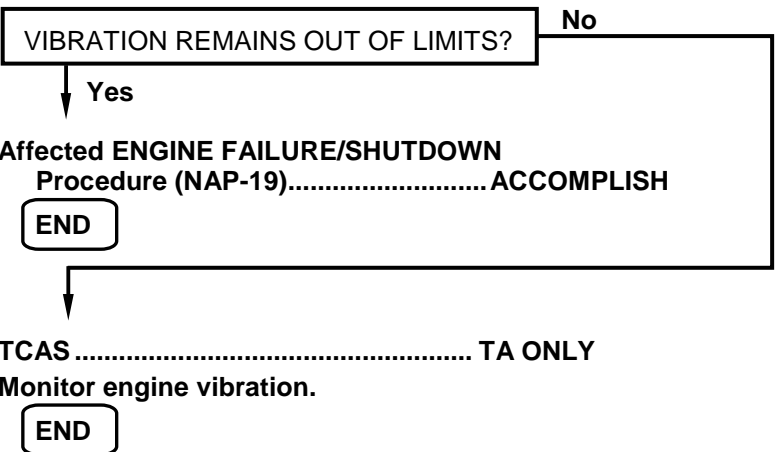 VIBRATION REMAINS OUT OF LIMITS?
No
Yes
Affected ENGINE FAILURE/SHUTDOWN
Procedure (NAP-19)...........................ACCOMPLISH
END
TCAS................................................... TA ONLY
Monitor engine vibration.
END